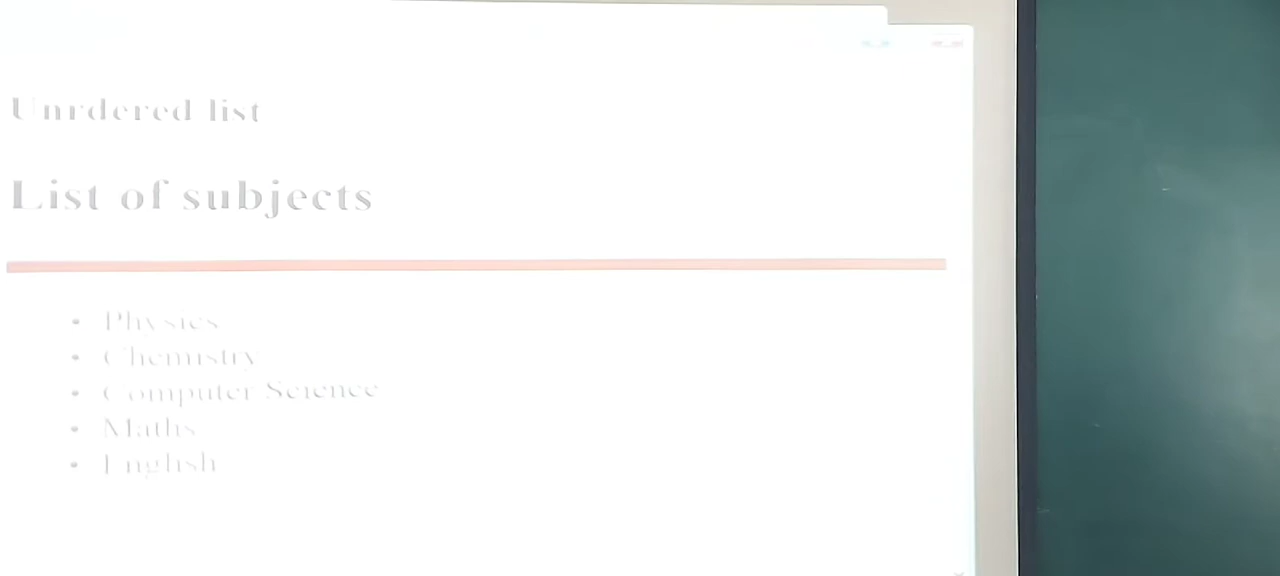 Unrdered list
List of subjects
Physics
Chemistry
Computer Science
Maths
English